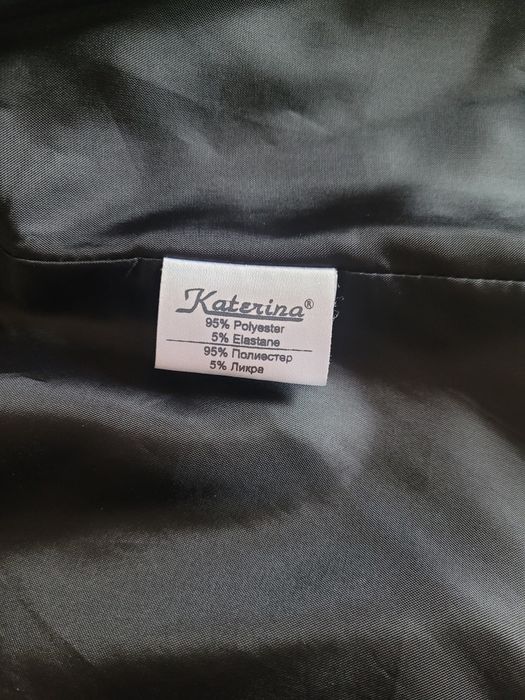 Katerina®
95% Polyester
5% Elastane
95% Полиестер
5% Ликра